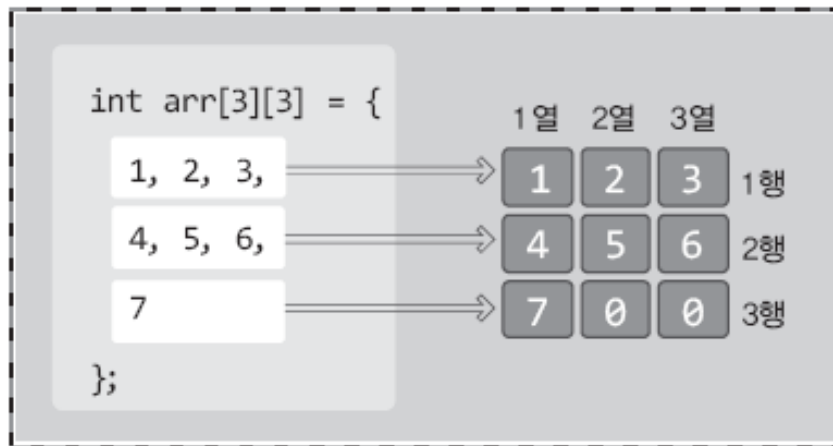 int arr[3][3] = {
1, 2, 3,
4, 5, 6,
7
};
1열 2열 3열
1 2 3 1행
4 5 6 2행
7 0 0 3행